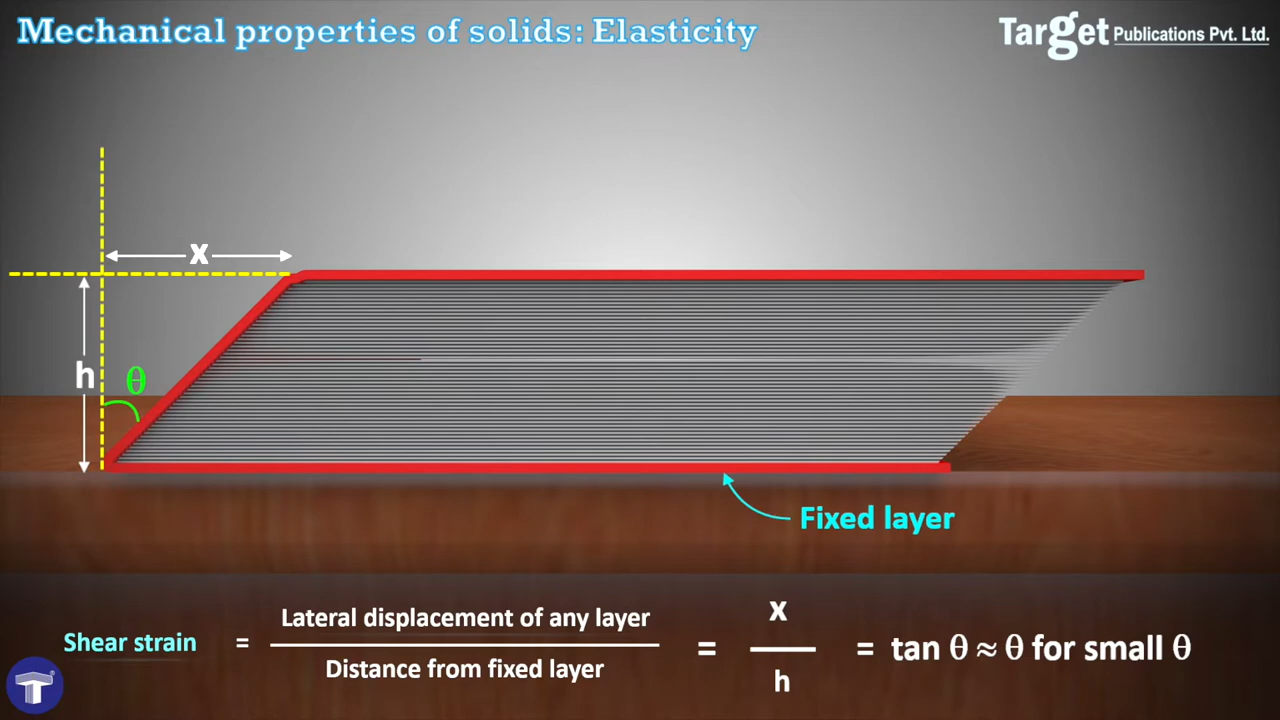 Mechanical properties of solids: Elasticity
Target Publications Pvt. Ltd.
x
h
θ
Fixed layer
Shear strain = Lateral displacement of any layer / Distance from fixed layer = x / h = tan θ ≈ θ for small θ
T